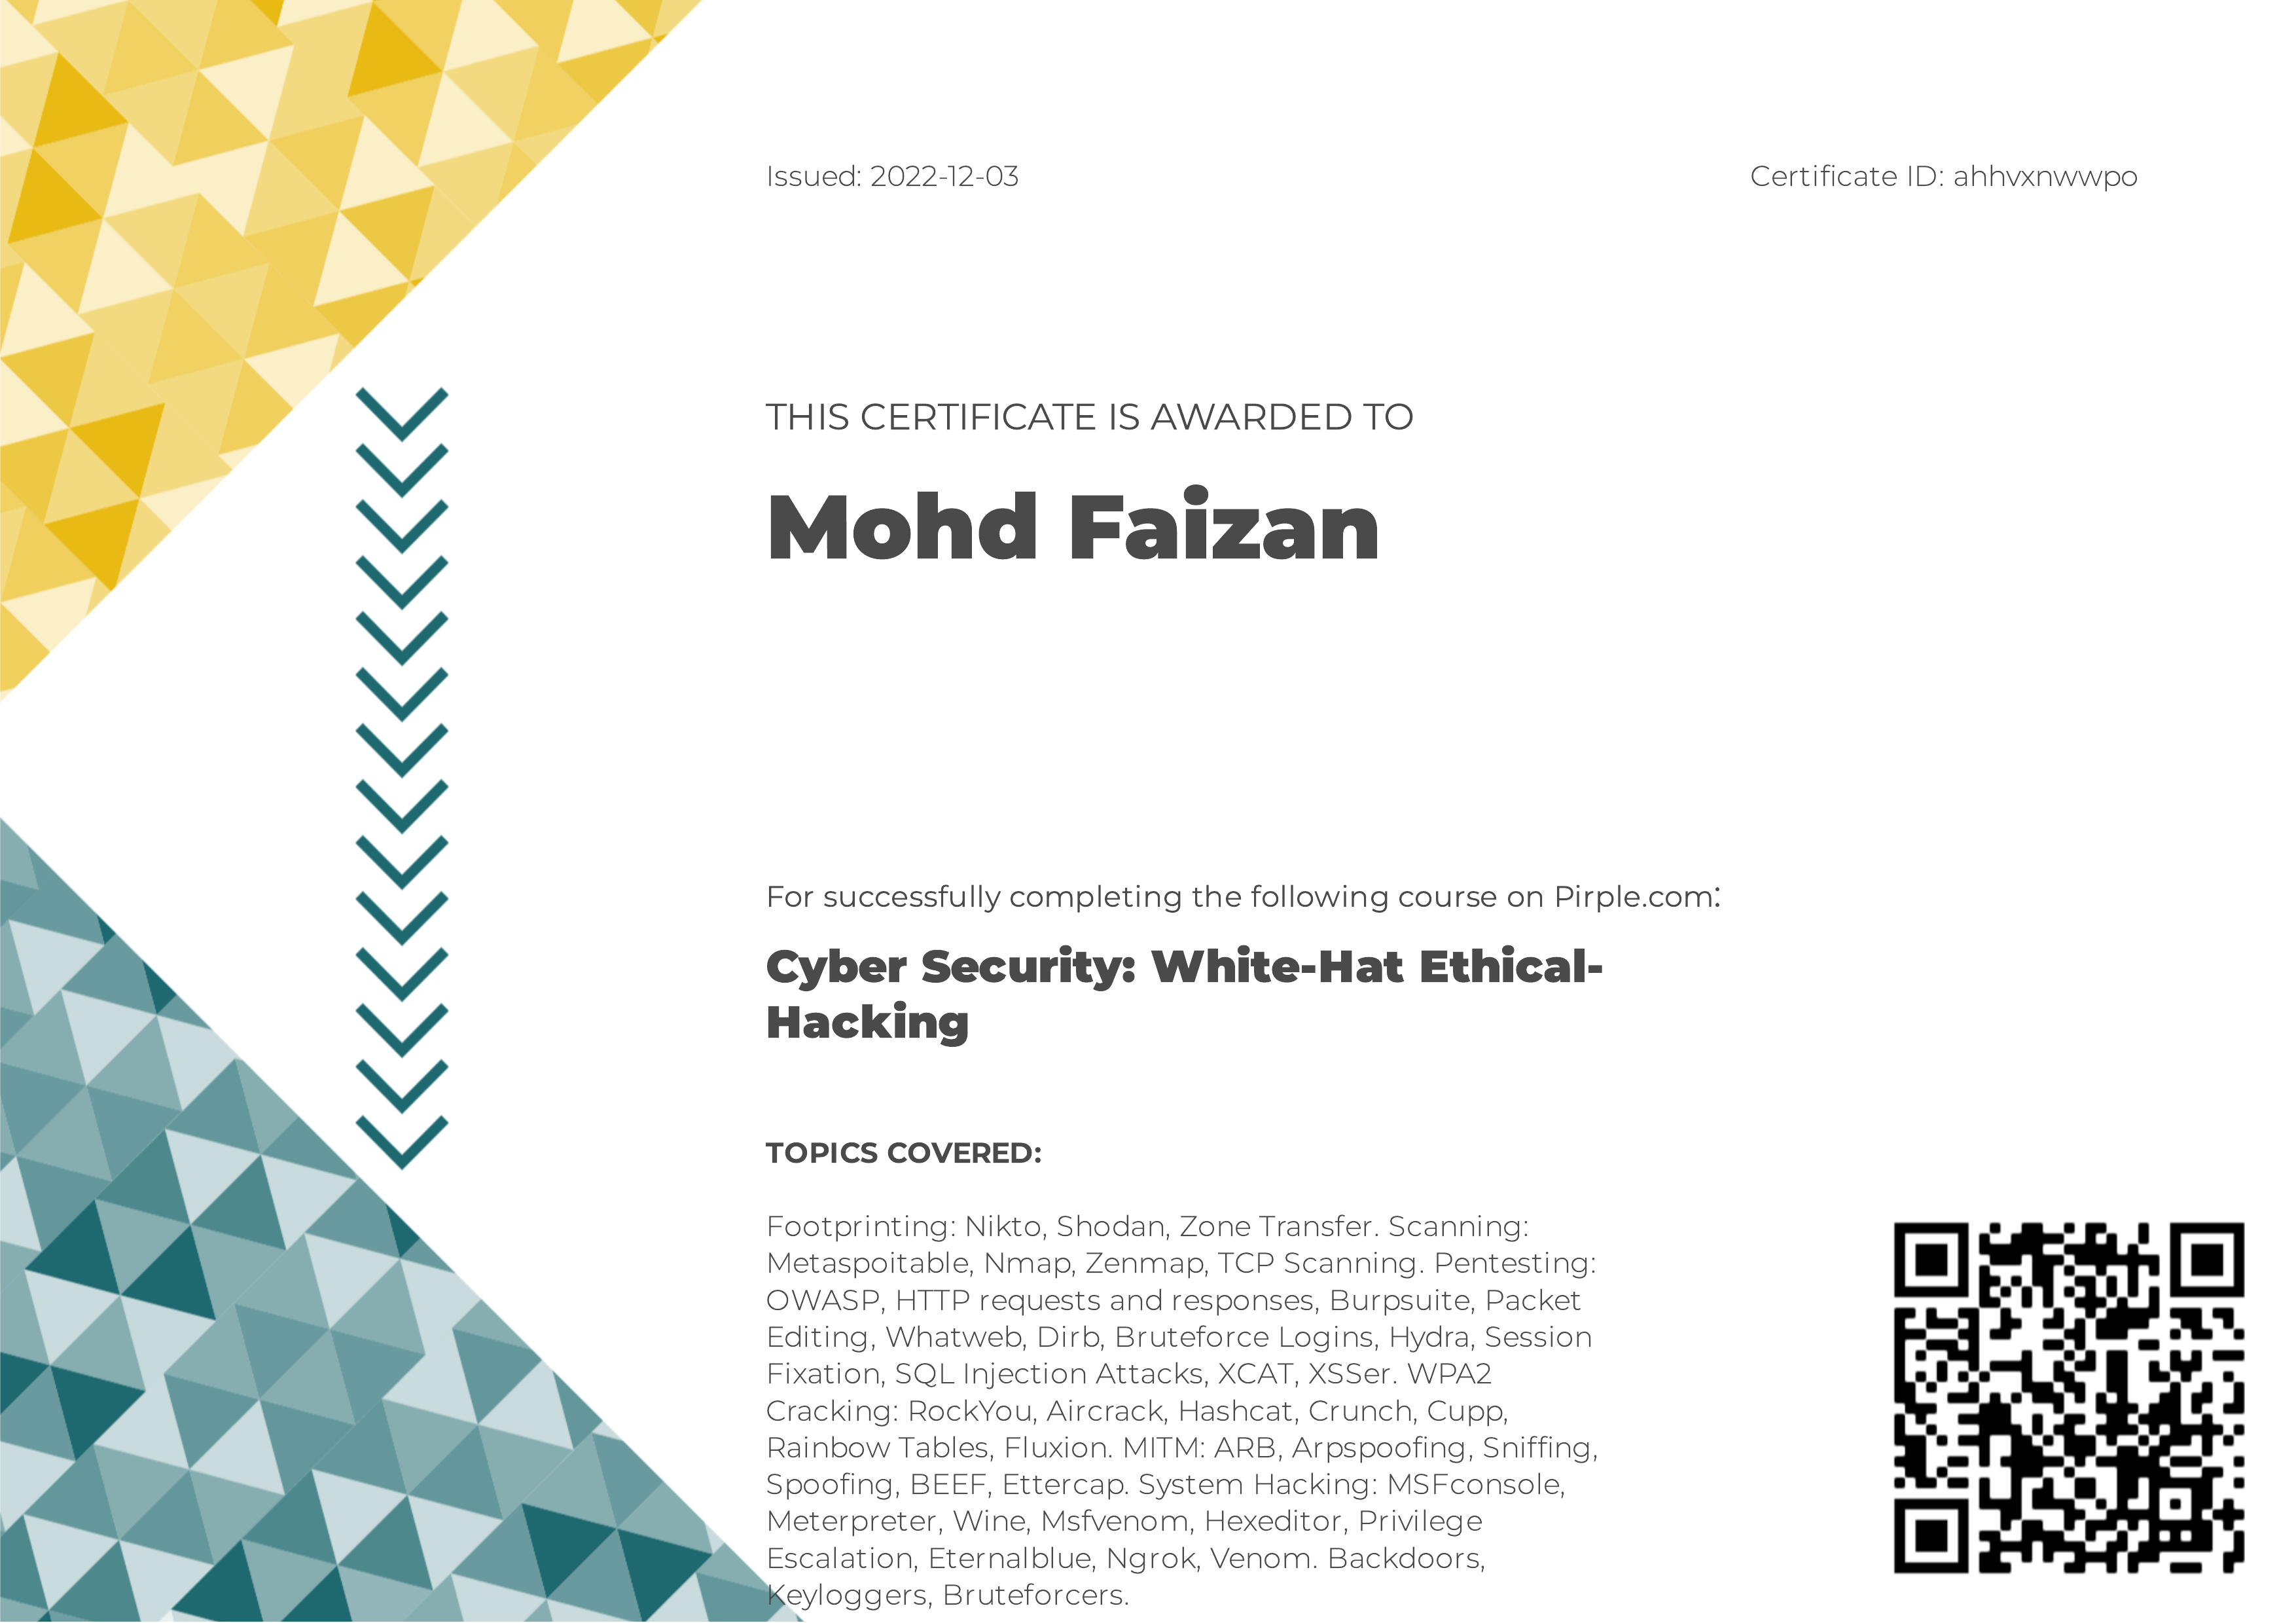 Issued: 2022-12-03
Certificate ID: ahhvxnwwpo
THIS CERTIFICATE IS AWARDED TO
Mohd Faizan
For successfully completing the following course on Pirple.com:
Cyber Security: White-Hat Ethical-
Hacking
TOPICS COVERED:
Footprinting: Nikto, Shodan, Zone Transfer. Scanning:
Metaspoitable, Nmap, Zenmap, TCP Scanning. Pentesting:
OWASP, HTTP requests and responses, Burpsuite, Packet
Editing, Whatweb, Dirb, Bruteforce Logins, Hydra, Session
Fixation, SQL Injection Attacks, XCAT, XSSer. WPA2
Cracking: RockYou, Aircrack, Hashcat, Crunch, Cupp,
Rainbow Tables, Fluxion. MITM: ARB, Arpspoofing, Sniffing,
Spoofing, BEEF, Ettercap. System Hacking: MSFconsole,
Meterpreter, Wine, Msfvenom, Hexeditor, Privilege
Escalation, Eternalblue, Ngrok, Venom. Backdoors,
Keyloggers, Bruteforcers.